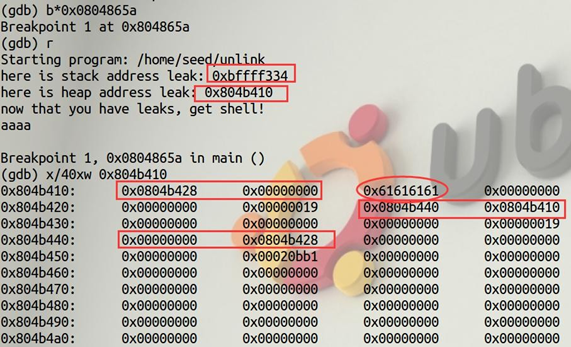 (gdb) b*0x0804865a
Breakpoint 1 at 0x804865a
(gdb) r
Starting program: /home/seed/unlink
here is stack address leak: 0xbffff334
here is heap address leak: 0x804b410
now that you have leaks, get shell!
aaaa
Breakpoint 1, 0x0804865a in main ()
(gdb) x/40xw 0x804b410
0x804b410: 0x0804b428 0x00000000 0x61616161 0x00000000
0x804b420: 0x00000000 0x00000019 0x0804b440 0x0804b410
0x804b430: 0x00000000 0x00000000 0x00000000 0x00000019
0x804b440: 0x00000000 0x0804b428 0x00000000 0x00000000
0x804b450: 0x00000000 0x00020bb1 0x00000000 0x00000000
0x804b460: 0x00000000 0x00000000 0x00000000 0x00000000
0x804b470: 0x00000000 0x00000000 0x00000000 0x00000000
0x804b480: 0x00000000 0x00000000 0x00000000 0x00000000
0x804b490: 0x00000000 0x00000000 0x00000000 0x00000000
0x804b4a0: 0x00000000 0x00000000 0x00000000 0x00000000
ub